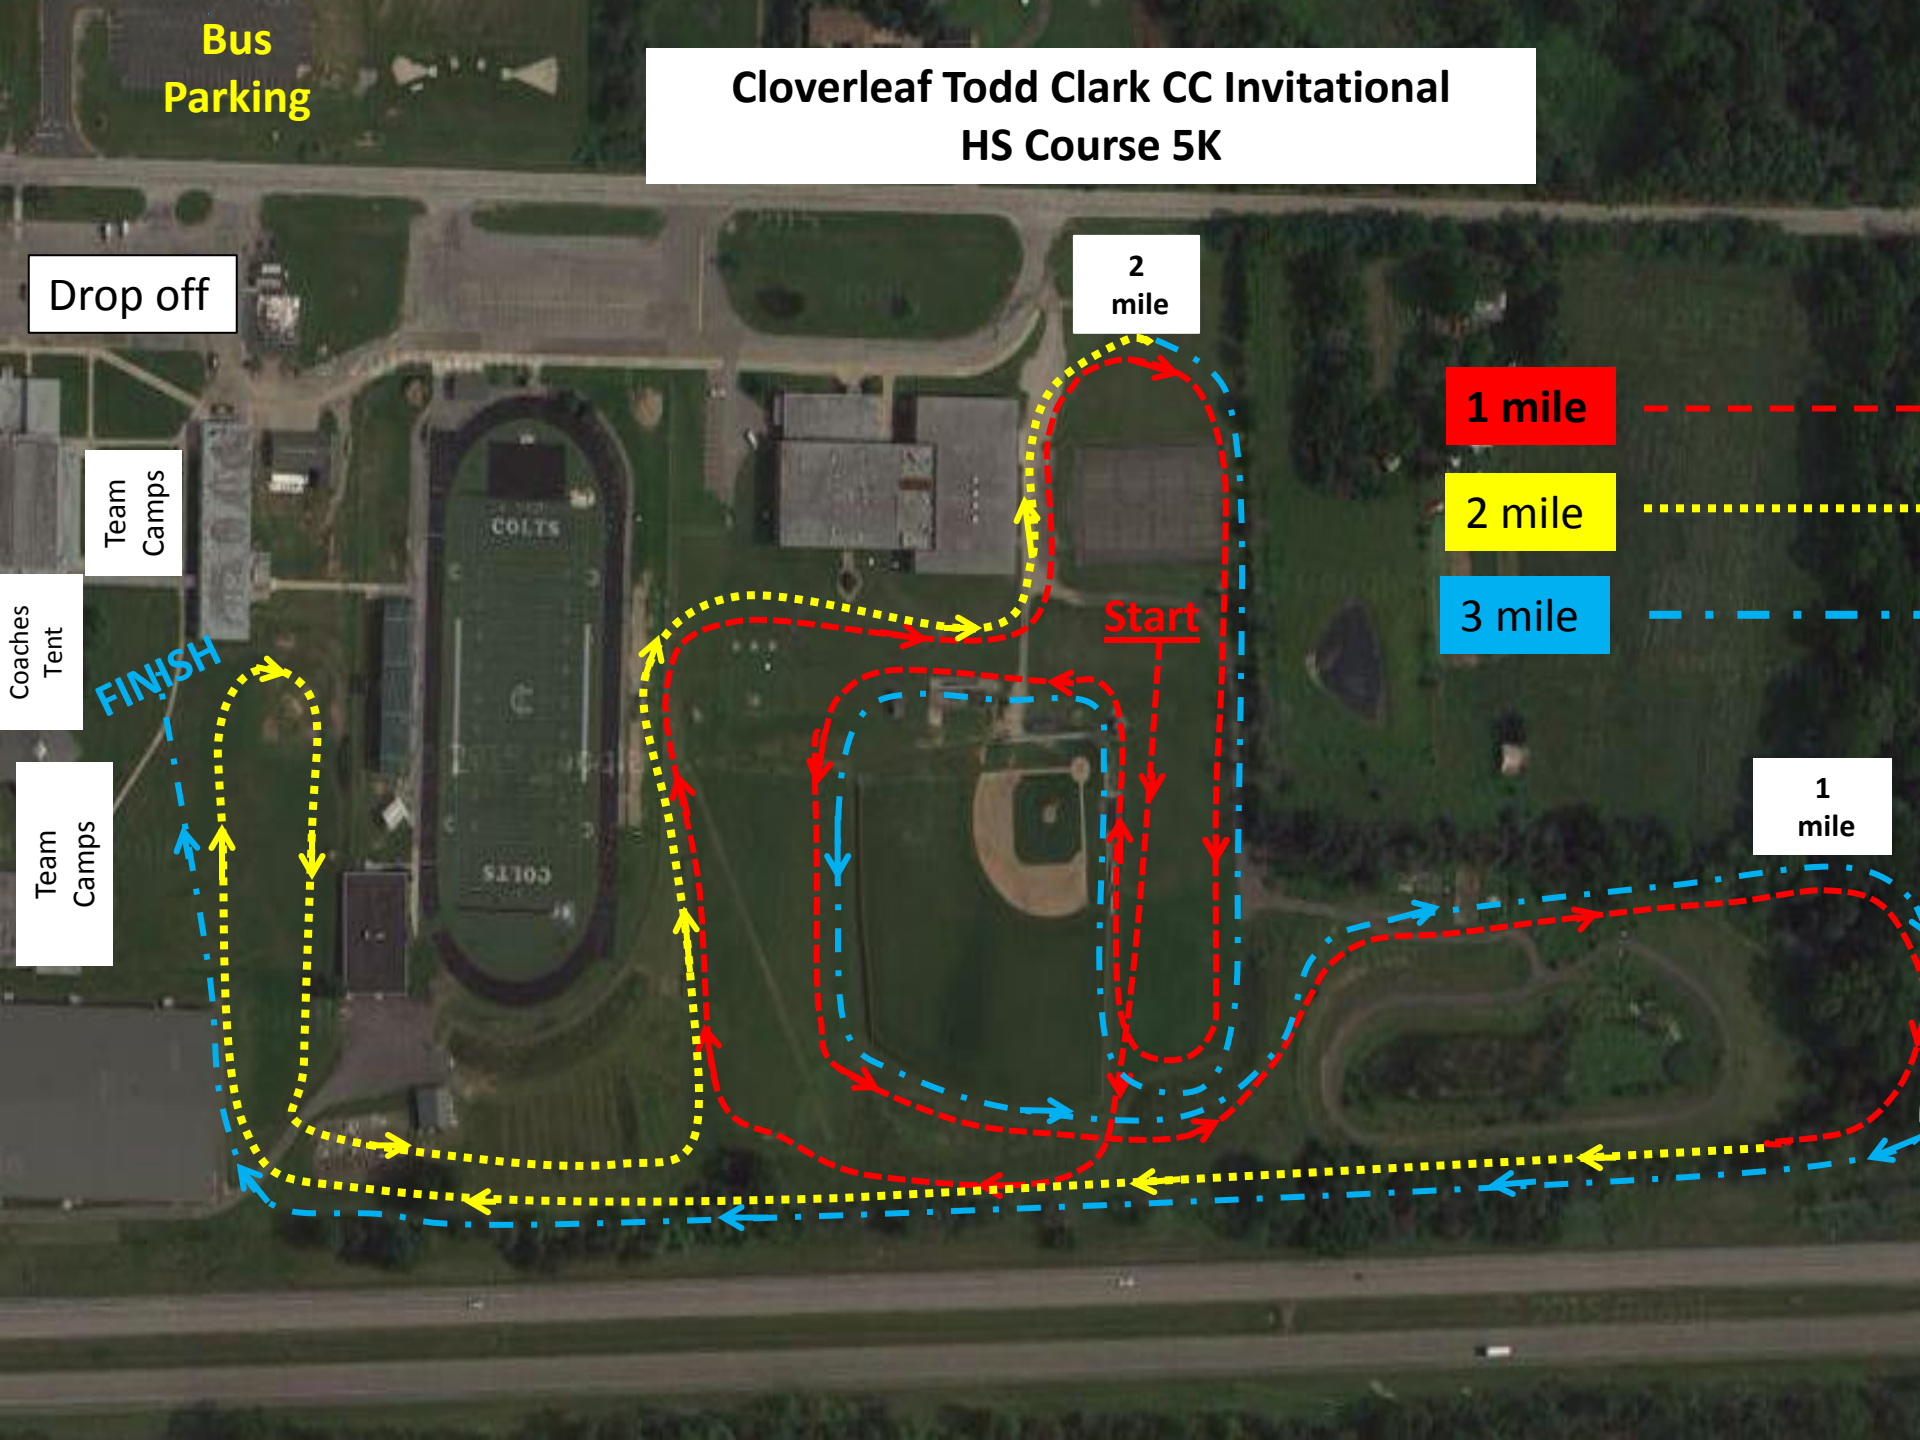 Bus
Parking
Cloverleaf Todd Clark CC Invitational
HS Course 5K
Drop off
2
mile
1 mile
2 mile
3 mile
Team
Camps
COLTS
Coaches
Tent
Start
FINISH
1
mile
Team
Camps
COLTS